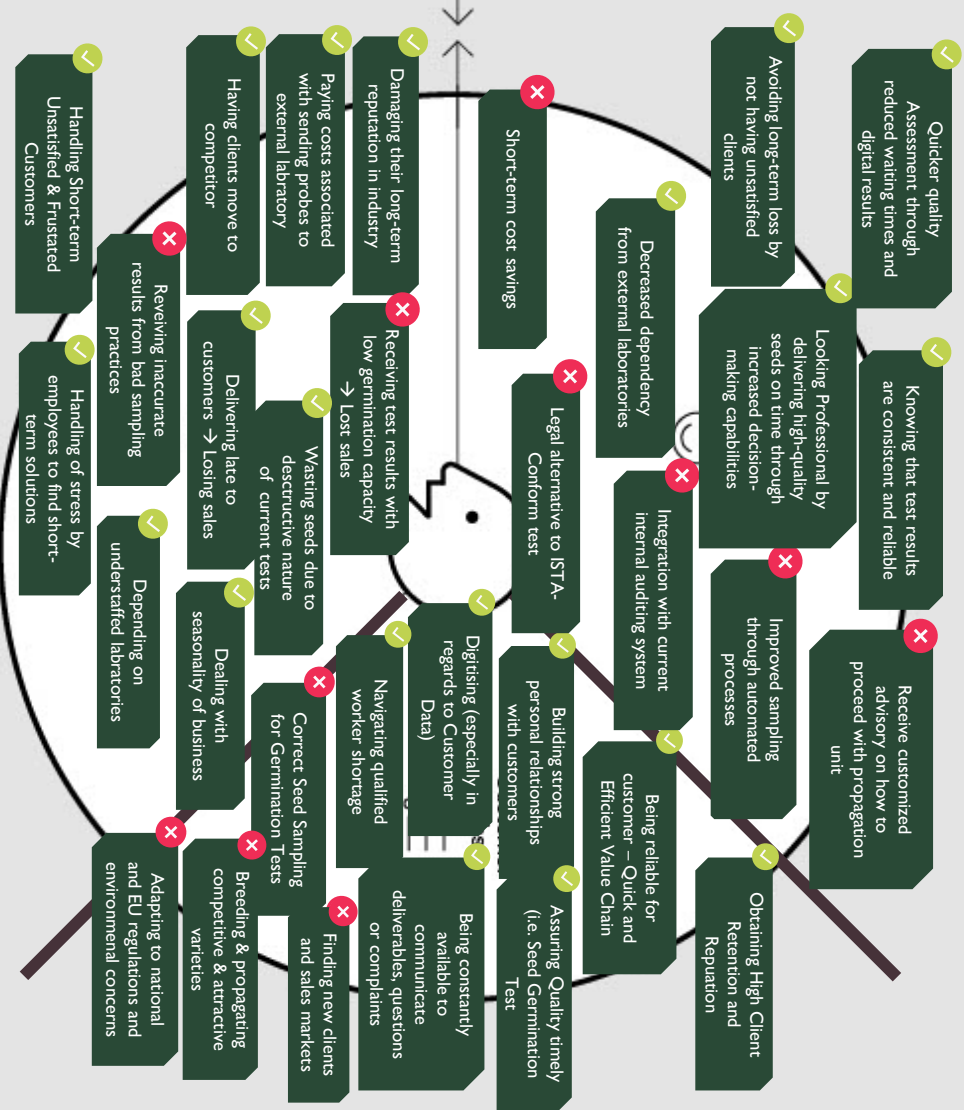 Quicker quality
Assessment through
reduced waiting times and
digital results
Knowing that test results
are consistent and reliable
Receive customized
advisory on how to
proceed with propagation
unit
Avoiding long-term loss by
not having unsatisfied
clients
Looking Professional by
delivering high-quality
seeds on time through
increased decision-
making capabilities
Improved sampling
through automated
processes
Obtaining High Client
Retention and
Repuation
Decreased dependency
from external laboratories
Integration with current
internal auditing system
Being reliable for
customer – Quick and
Efficient Value Chain
Short-term cost savings
Legal alternative to ISTA-
Conform test
Building strong
personal relationships
with customers
Assuring Quality timely
(i.e. Seed Germination
Test
Digitising (especially in
regards to Customer
Data)
Being constantly
available to
communicate
deliverables, questions
or complaints
Damaging their long-term
reputation in industry
Receiving test results with
low germination capacity
→ Lost sales
Navigating qualified
worker shortage
Finding new clients
and sales markets
Paying costs associated
with sending probes to
external labratory
Wasting seeds due to
desctructive nature
of current tests
Correct Seed Sampling
for Germination Tests
Having clients move to
competitor
Delivering late to
customers → Losing sales
Dealing with
seasonality of business
Breeding & propagating
competitive & attractive
varieties
Reveiving inaccurate
results from bad sampling
practices
Depending on
understaffed labratories
Adapting to national
and EU regulations and
environmenal concerns
Handling Short-term
Unsatisfied & Frustated
Customers
Handling of stress by
employees to find short-
term solutions